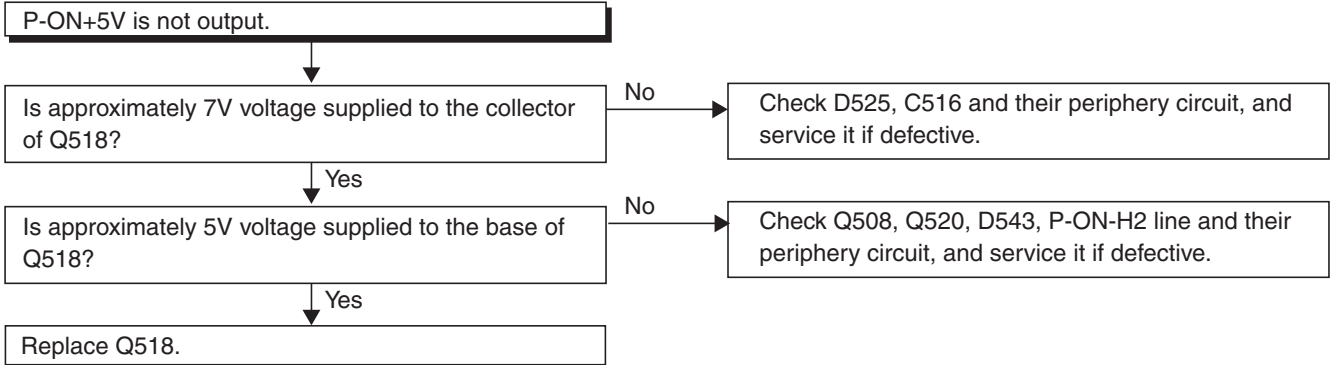 P-ON+5V is not output.
Is approximately 7V voltage supplied to the collector
of Q518?
No
Check D525, C516 and their periphery circuit, and
service it if defective.
Yes
Is approximately 5V voltage supplied to the base of
Q518?
No
Check Q508, Q520, D543, P-ON-H2 line and their
periphery circuit, and service it if defective.
Yes
Replace Q518.